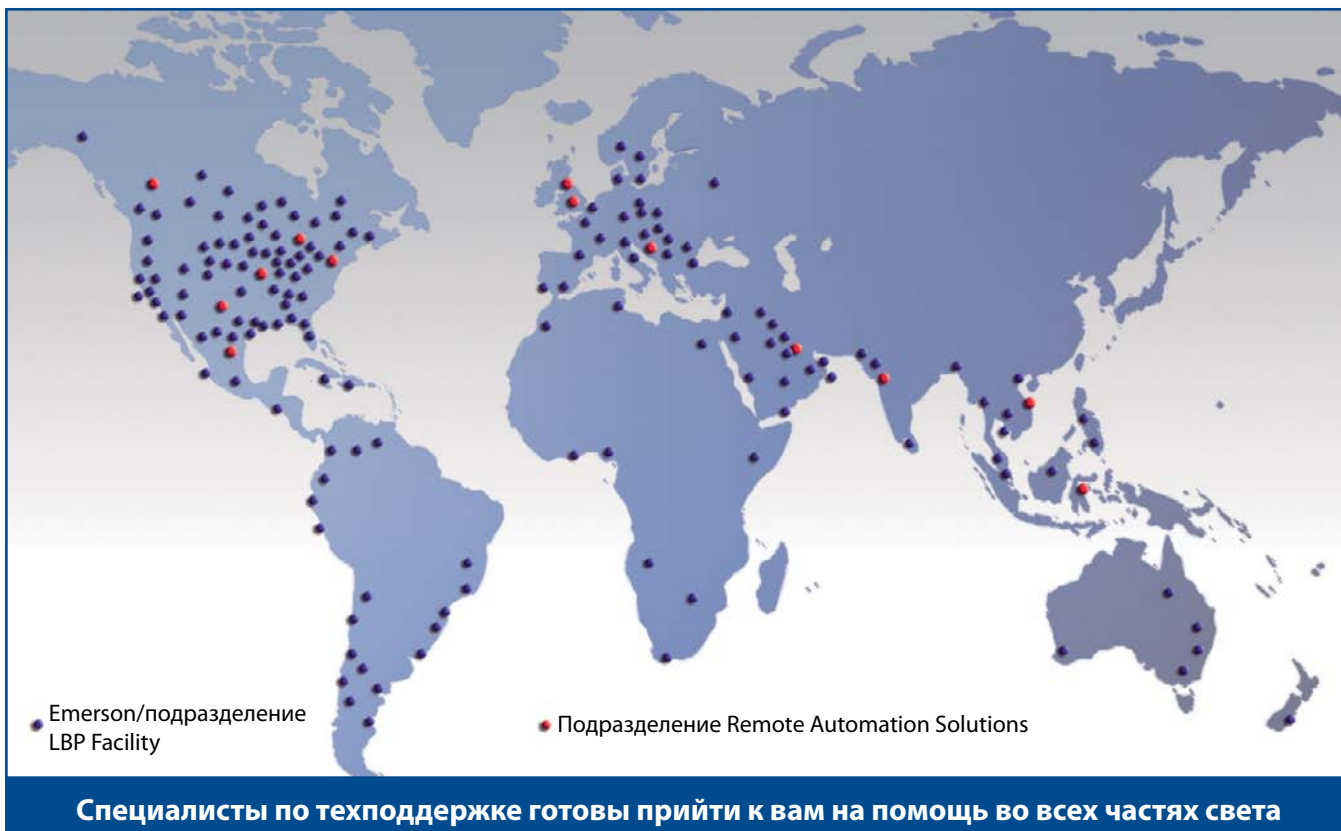 Emerson/подразделение
LBP Facility
Подразделение Remote Automation Solutions
Специалисты по техподдержке готовы прийти к вам на помощь во всех частях света